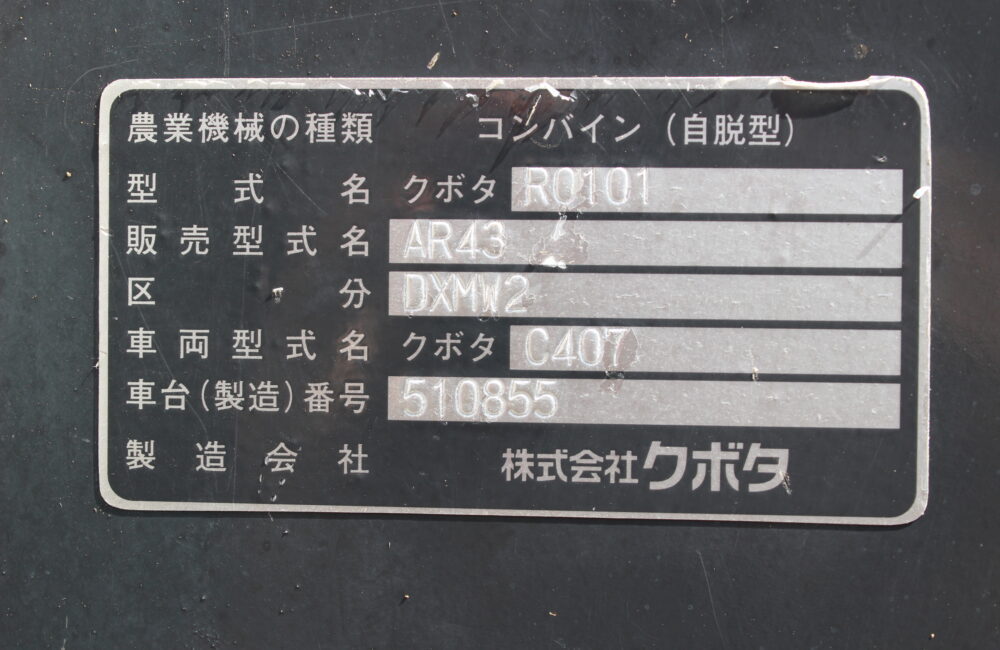 農業機械の種類 コンバイン (自脱型)
型式名 クボタ RO101
販売型式名 AR43
区分 DXMW2
車両型式名 クボタ C407
車台(製造)番号 510855
製造会社 株式会社クボタ